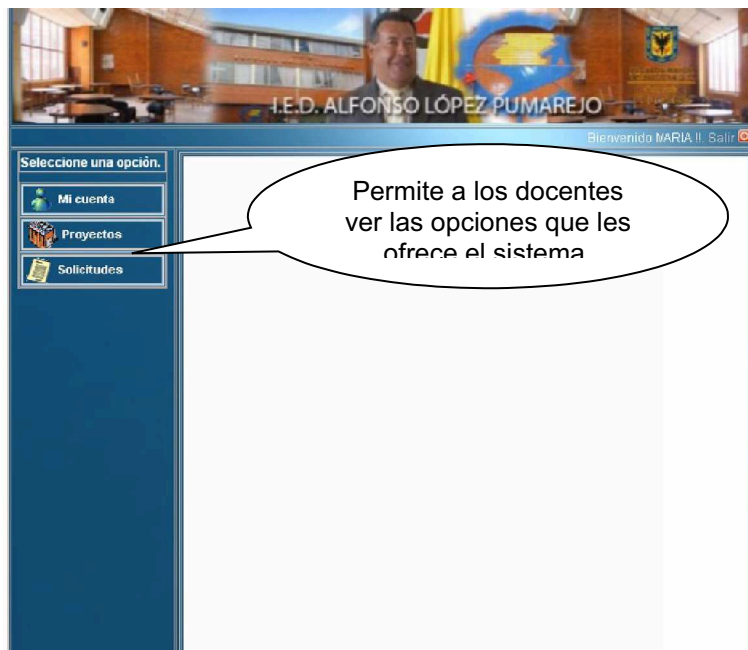 I.E.D. ALFONSO LÓPEZ PUMAREJO
Bienvenido MARIA !!. Salir
Seleccione una opción.
Mi cuenta
Proyectos
Solicitudes
Permite a los docentes
ver las opciones que les
ofrece el sistema